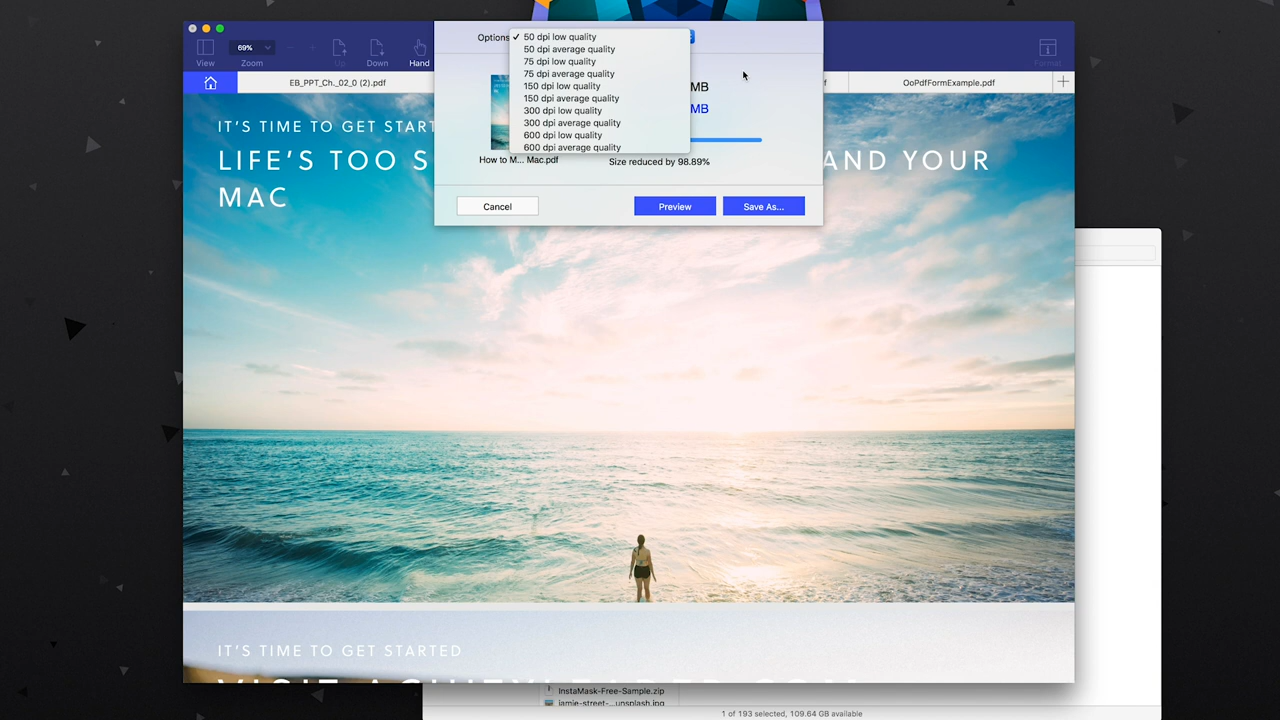 View
69%
Zoom
Up
Down
Hand
Format
Options
✓ 50 dpi low quality
50 dpi average quality
75 dpi low quality
75 dpi average quality
150 dpi low quality
150 dpi average quality
300 dpi low quality
300 dpi average quality
600 dpi low quality
600 dpi average quality
MB
MB
How to M... Mac.pdf
Size reduced by 98.89%
Cancel
Preview
Save As...
EB_PPT_Ch._02_0 (2).pdf
OoPdfFormExample.pdf
IT'S TIME TO GET START
LIFE'S TOO S AND YOUR
MAC
IT'S TIME TO GET STARTED
InstaMask-Free-Sample.zip
jamie-street-...unsplash.jpg
1 of 193 selected, 109.64 GB available